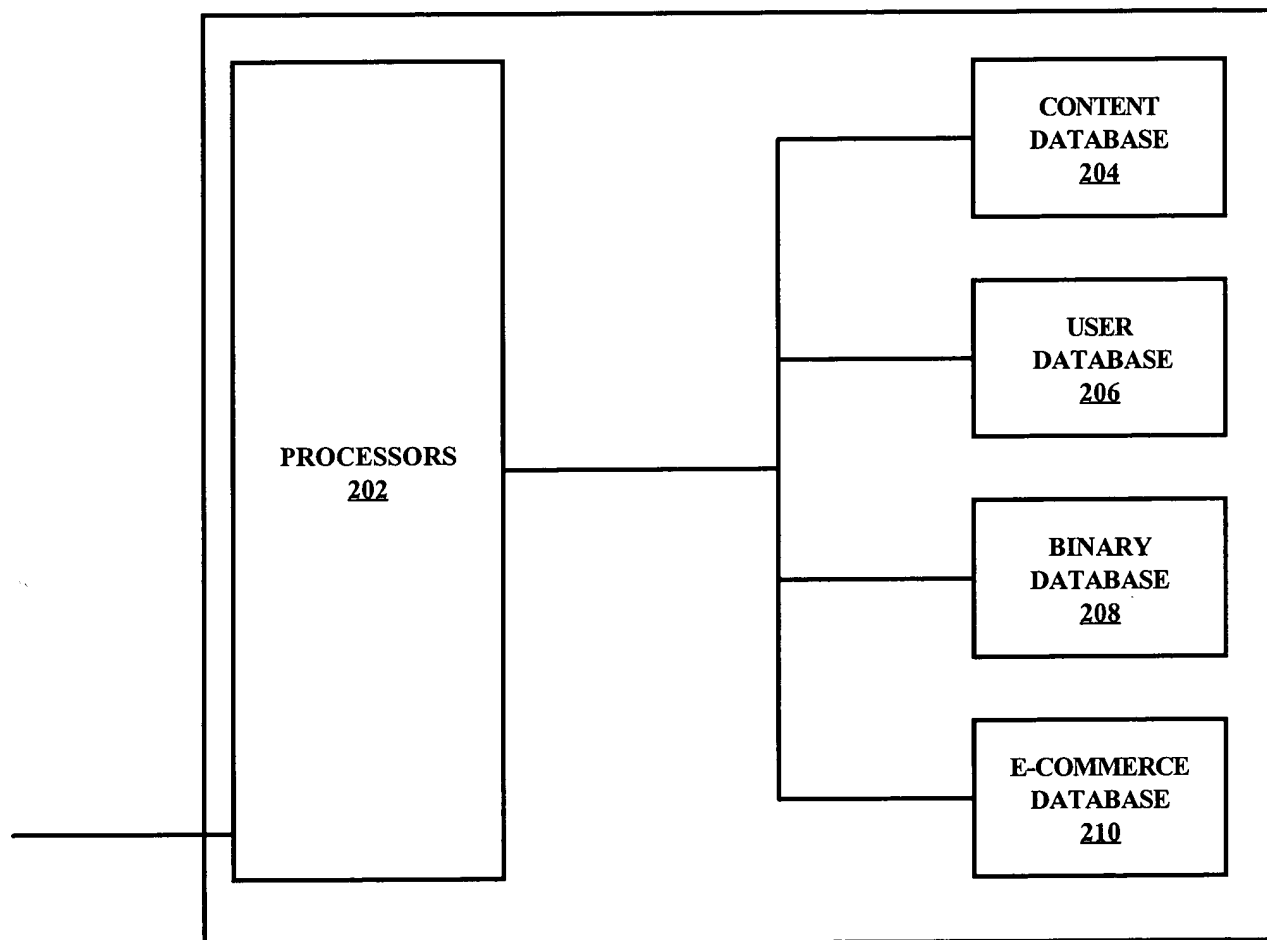 PROCESSORS
202
CONTENT
DATABASE
204
USER
DATABASE
206
BINARY
DATABASE
208
E-COMMERCE
DATABASE
210